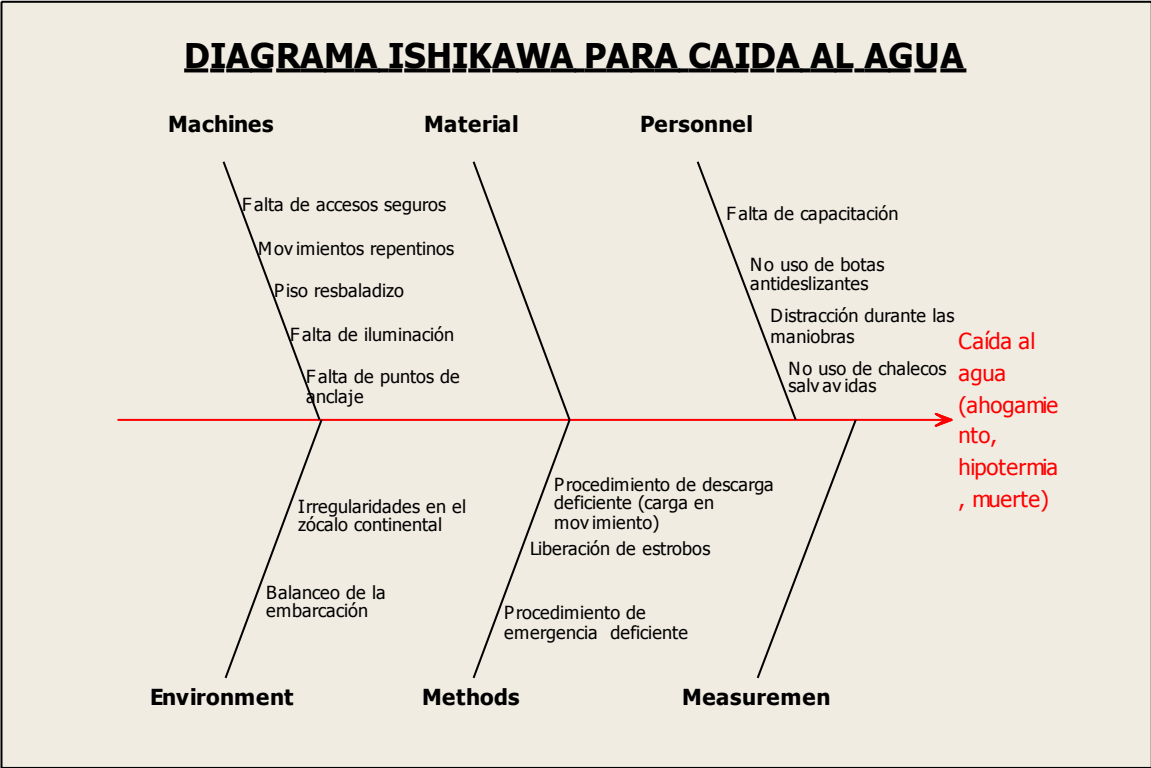 DIAGRAMA ISHIKAWA PARA CAIDA AL AGUA
Machines
Material
Personnel
Falta de accesos seguros
Movimientos repentinos
Piso resbaladizo
Falta de iluminación
Falta de puntos de
anclaje
Falta de capacitación
No uso de botas
antideslizantes
Distracción durante las
maniobras
No uso de chalecos
salvavidas
Caída al
agua
(ahogamie
nto,
hipotermia
, muerte)
Irregularidades en el
zócalo continental
Balanceo de la
embarcación
Procedimiento de descarga
deficiente (carga en
movimiento)
Liberación de estrobos
Procedimiento de
emergencia deficiente
Environment
Methods
Measuremen